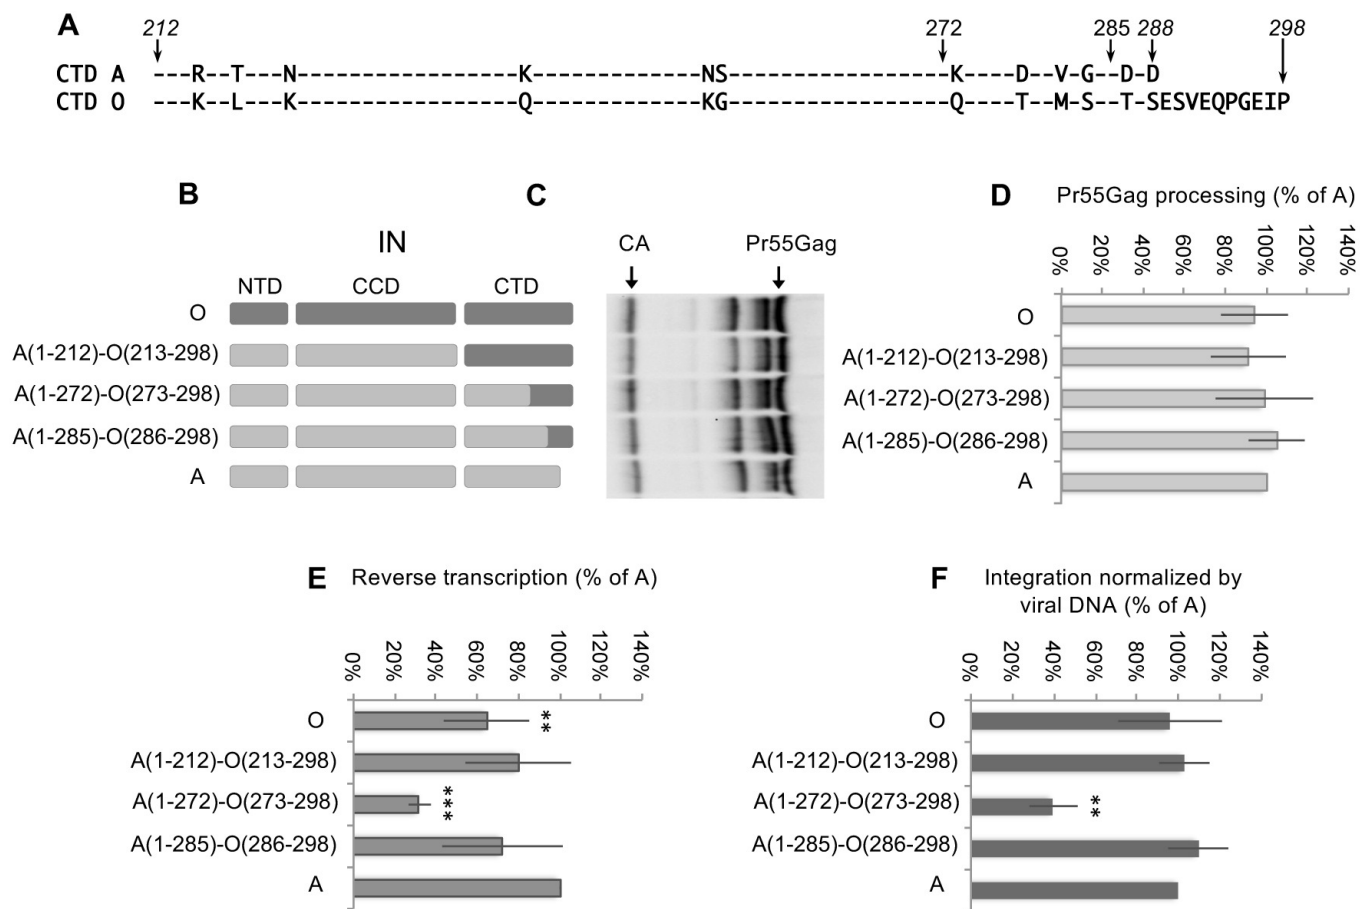 A
212 272 285 288 298
CTD A ---R--T---N------------------K-------------NS-----------------K----D--V-G--D-D
CTD O ---K--L---K------------------Q-------------KG-----------------Q----T--M-S--T-SESVEQPGEIP
B
IN
NTD CCD CTD
O
A(1-212)-O(213-298)
A(1-272)-O(273-298)
A(1-285)-O(286-298)
A
C
CA Pr55Gag
D Pr55Gag processing (% of A)
0% 20% 40% 60% 80% 100% 120% 140%
O
A(1-212)-O(213-298)
A(1-272)-O(273-298)
A(1-285)-O(286-298)
A
E Reverse transcription (% of A)
0% 20% 40% 60% 80% 100% 120% 140%
O **
A(1-212)-O(213-298)
A(1-272)-O(273-298) ***
A(1-285)-O(286-298)
A
F Integration normalized by
viral DNA (% of A)
0% 20% 40% 60% 80% 100% 120% 140%
O
A(1-212)-O(213-298)
A(1-272)-O(273-298) **
A(1-285)-O(286-298)
A